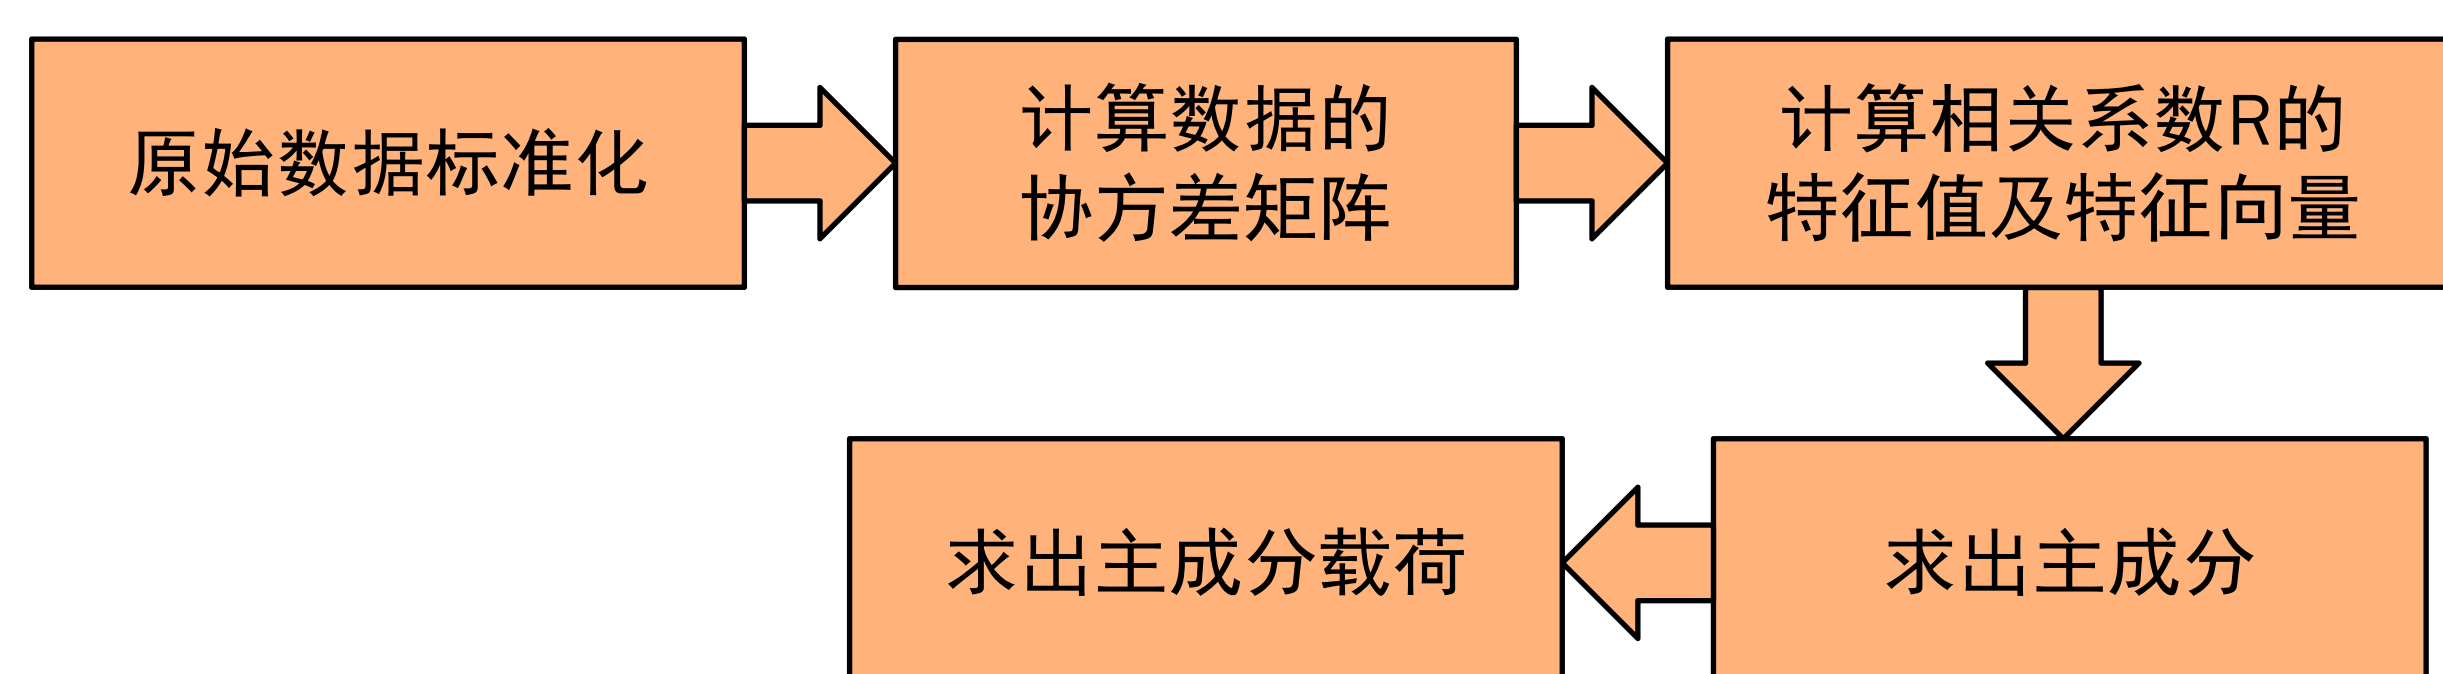 原始数据标准化
计算数据的
协方差矩阵
计算相关系数R的
特征值及特征向量
求出主成分
求出主成分载荷